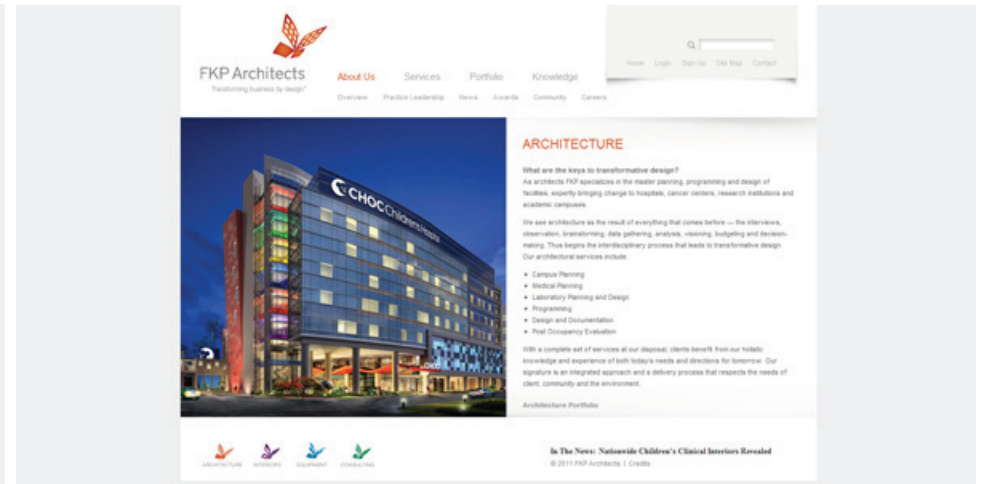 FKP Architects
Transforming business by design®
About Us Services Portfolio Knowledge
Overview Practice Leadership News Awards Community Careers
Home Login Sign Up Site Map Contact
CHOC Children's Hospital
CHOC
ARCHITECTURE
What are the keys to transformative design?
As architects FKP specializes in the master planning, programming and design of
facilities, expertly bringing change to hospitals, cancer centers, research institutions and
academic campuses.
We see architecture as the result of everything that comes before — the interviews,
observation, brainstorming, data gathering, analysis, visioning, budgeting and decision-
making. Thus begins the interdisciplinary process that leads to transformative design.
Our architectural services include:
• Campus Planning
• Medical Planning
• Laboratory Planning and Design
• Programming
• Design and Documentation
• Post Occupancy Evaluation
With a complete set of services at our disposal, clients benefit from our holistic
knowledge and experience of both today's needs and directions for tomorrow. Our
signature is an integrated approach and a delivery process that respects the needs of
client, community and the environment.
Architecture Portfolio
ARCHITECTURE INTERIORS EQUIPMENT CONSULTING
In The News: Nationwide Children's Clinical Interiors Revealed
© 2011 FKP Architects | Credits